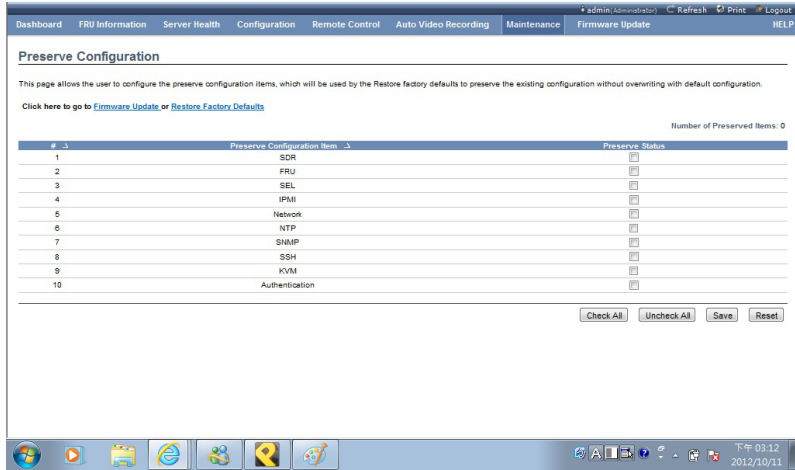 admin(Administrator) Refresh Print Logout
Dashboard FRU Information Server Health Configuration Remote Control Auto Video Recording Maintenance Firmware Update HELP
Preserve Configuration
This page allows the user to configure the preserve configuration items, which will be used by the Restore factory defaults to preserve the existing configuration without overwriting with default configuration.
Click here to go to Firmware Update or Restore Factory Defaults
Number of Preserved Items: 0
# Preserve Configuration Item Preserve Status
1 SDR
2 FRU
3 SEL
4 IPMI
5 Network
6 NTP
7 SNMP
8 SSH
9 KVM
10 Authentication
Check All Uncheck All Save Reset
A
下午 03:12
2012/10/11